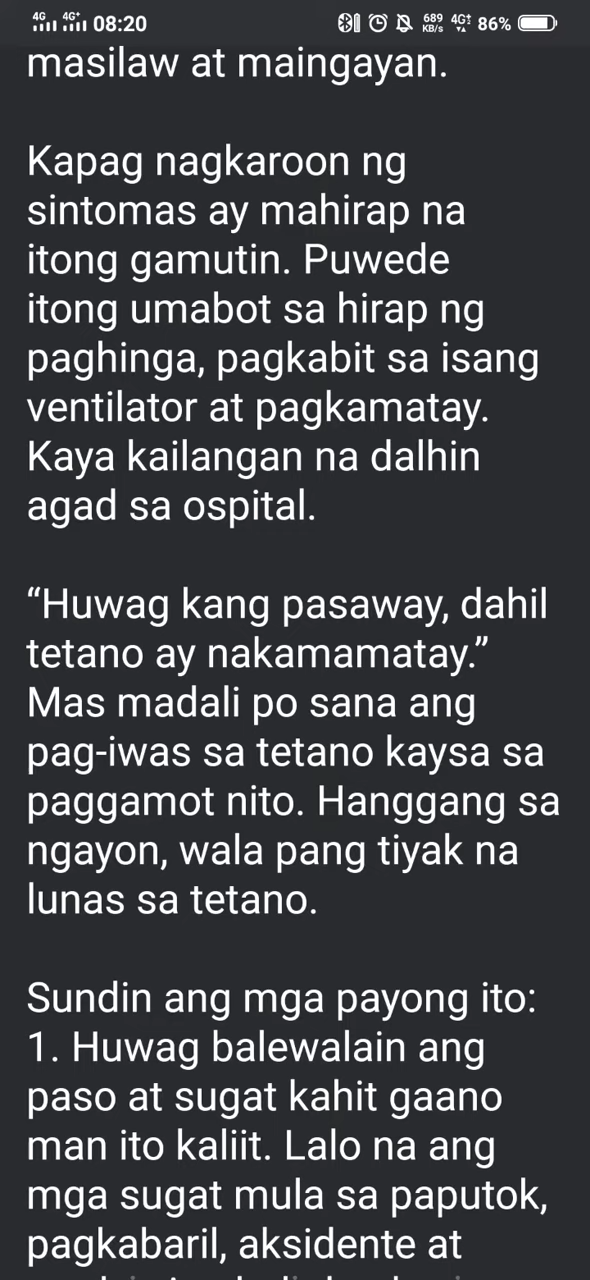 4G 4G+ 08:20 689 KB/s 4G 86%
masilaw at maingayan.
Kapag nagkaroon ng
sintomas ay mahirap na
itong gamutin. Puwede
itong umabot sa hirap ng
paghinga, pagkabit sa isang
ventilator at pagkamatay.
Kaya kailangan na dalhin
agad sa ospital.
“Huwag kang pasaway, dahil
tetano ay nakamamatay.”
Mas madali po sana ang
pag-iwas sa tetano kaysa sa
paggamot nito. Hanggang sa
ngayon, wala pang tiyak na
lunas sa tetano.
Sundin ang mga payong ito:
1. Huwag balewalain ang
paso at sugat kahit gaano
man ito kaliit. Lalo na ang
mga sugat mula sa paputok,
pagkabaril, aksidente at